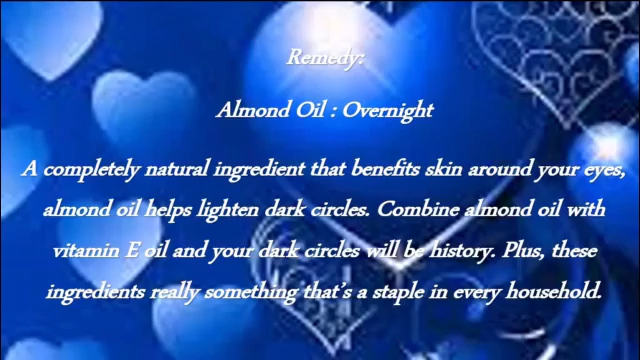 Remedy:
Almond Oil : Overnight
A completely natural ingredient that benefits skin around your eyes,
almond oil helps lighten dark circles. Combine almond oil with
vitamin E oil and your dark circles will be history. Plus, these
ingredients really something that's a staple in every household.